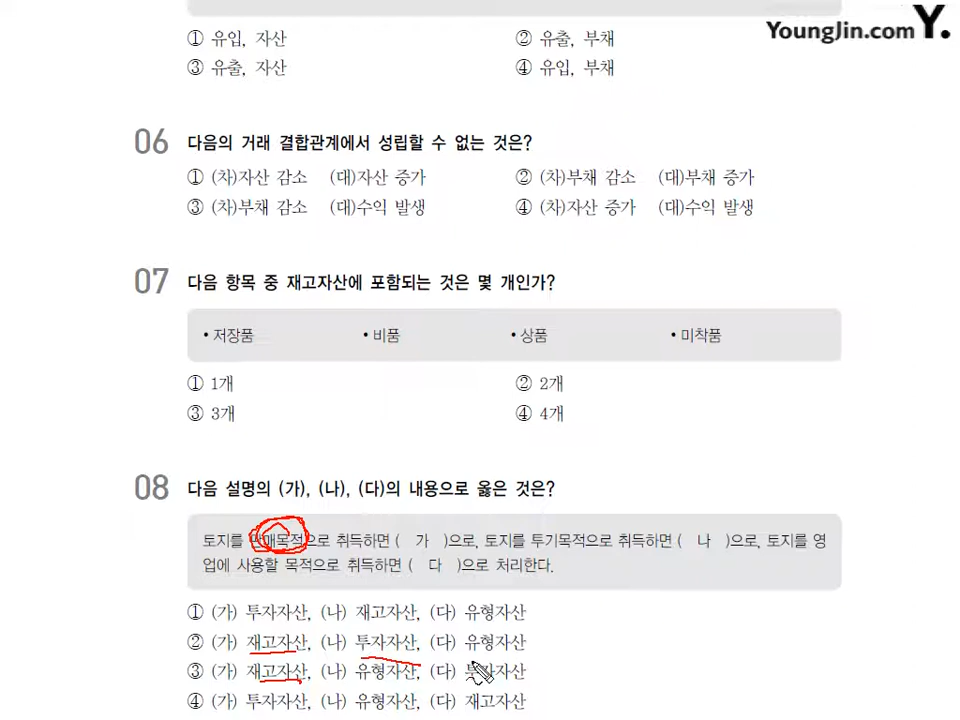 YoungJin.com Y.
① 유입, 자산 ② 유출, 부채
③ 유출, 자산 ④ 유입, 부채
06 다음의 거래 결합관계에서 성립할 수 없는 것은?
① (차)자산 감소 (대)자산 증가 ② (차)부채 감소 (대)부채 증가
③ (차)부채 감소 (대)수익 발생 ④ (차)자산 증가 (대)수익 발생
07 다음 항목 중 재고자산에 포함되는 것은 몇 개인가?
• 저장품 • 비품 • 상품 • 미착품
① 1개 ② 2개
③ 3개 ④ 4개
08 다음 설명의 (가), (나), (다)의 내용으로 옳은 것은?
토지를 판매목적으로 취득하면 ( 가 )으로, 토지를 투기목적으로 취득하면 ( 나 )으로, 토지를 영
업에 사용할 목적으로 취득하면 ( 다 )으로 처리한다.
① (가) 투자자산, (나) 재고자산, (다) 유형자산
② (가) 재고자산, (나) 투자자산, (다) 유형자산
③ (가) 재고자산, (나) 유형자산, (다) 투자자산
④ (가) 투자자산, (나) 유형자산, (다) 재고자산